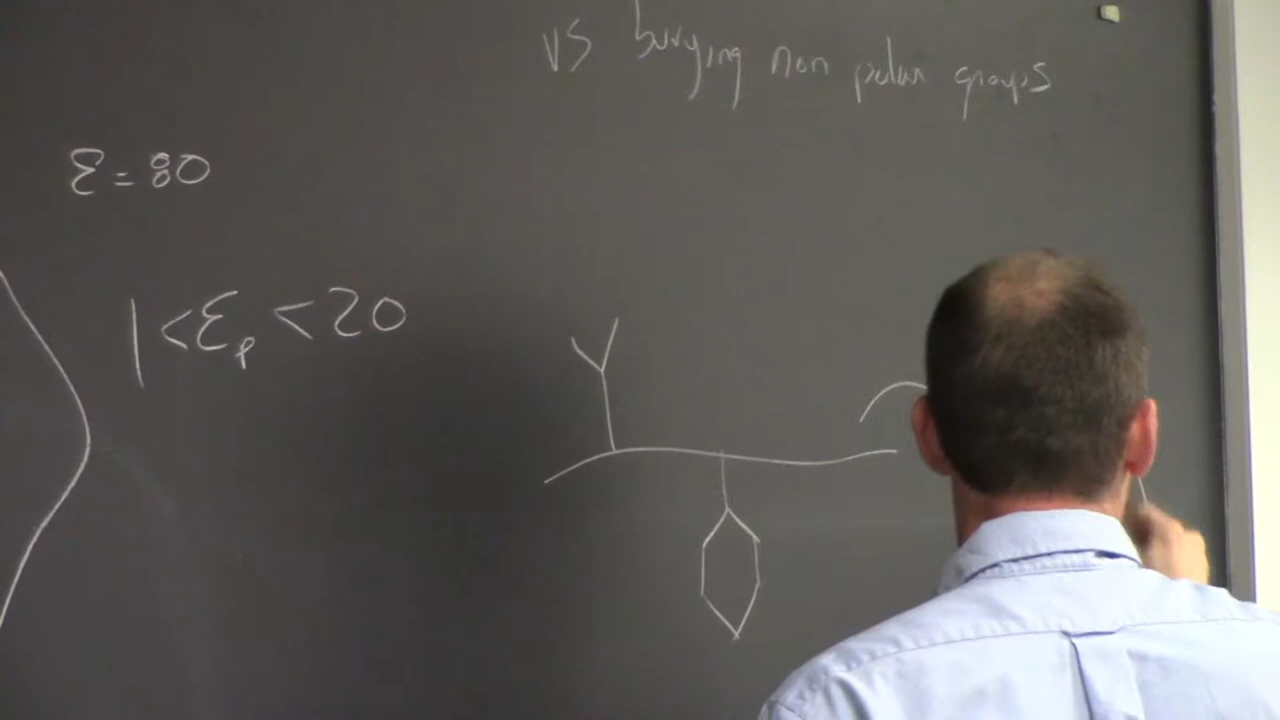 vs burying non polar groups
ε = 80
1 < εp < 20